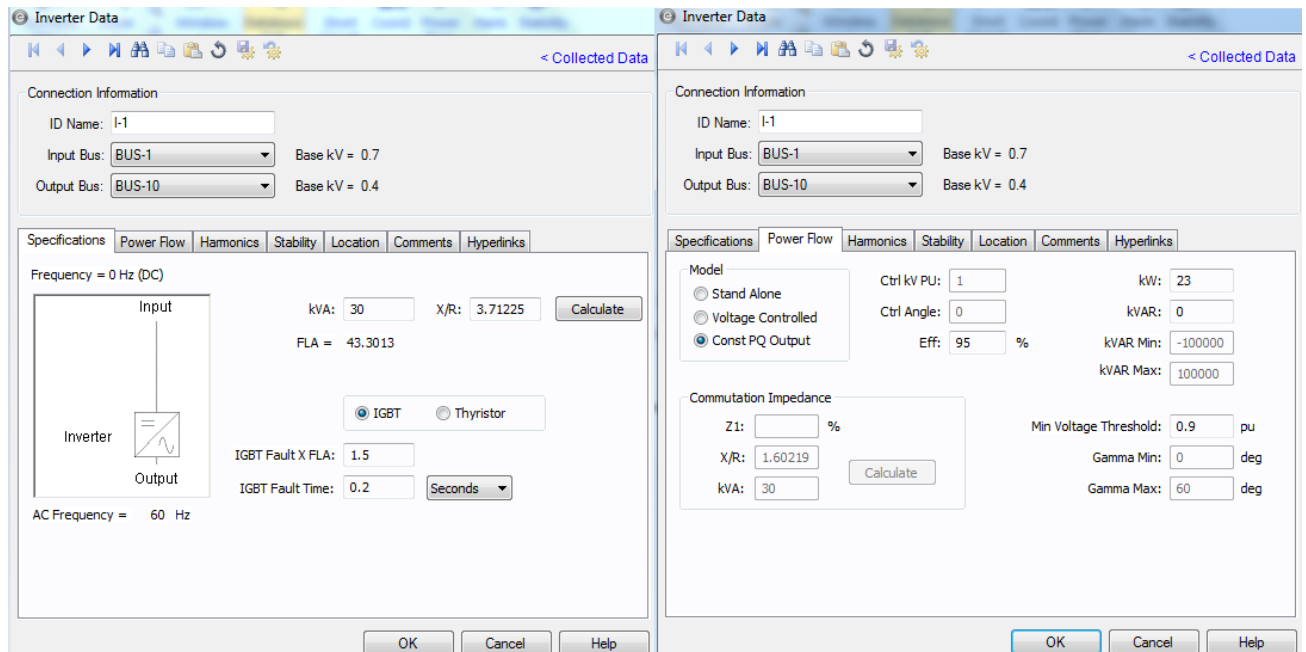 Inverter Data
< Collected Data
Connection Information
ID Name: I-1
Input Bus: BUS-1 Base kV = 0.7
Output Bus: BUS-10 Base kV = 0.4
Specifications Power Flow Harmonics Stability Location Comments Hyperlinks
Frequency = 0 Hz (DC)
Input
kVA: 30 X/R: 3.71225 Calculate
FLA = 43.3013
IGBT Thyristor
Inverter
IGBT Fault X FLA: 1.5
Output
IGBT Fault Time: 0.2 Seconds
AC Frequency = 60 Hz
OK Cancel Help
Inverter Data
< Collected Data
Connection Information
ID Name: I-1
Input Bus: BUS-1 Base kV = 0.7
Output Bus: BUS-10 Base kV = 0.4
Specifications Power Flow Harmonics Stability Location Comments Hyperlinks
Model
Stand Alone
Voltage Controlled
Const PQ Output
Ctrl kV PU: 1
Ctrl Angle: 0
Eff: 95 %
kW: 23
kVAR: 0
kVAR Min: -100000
kVAR Max: 100000
Commutation Impedance
Z1: %
X/R: 1.60219
Calculate
kVA: 30
Min Voltage Threshold: 0.9 pu
Gamma Min: 0 deg
Gamma Max: 60 deg
OK Cancel Help